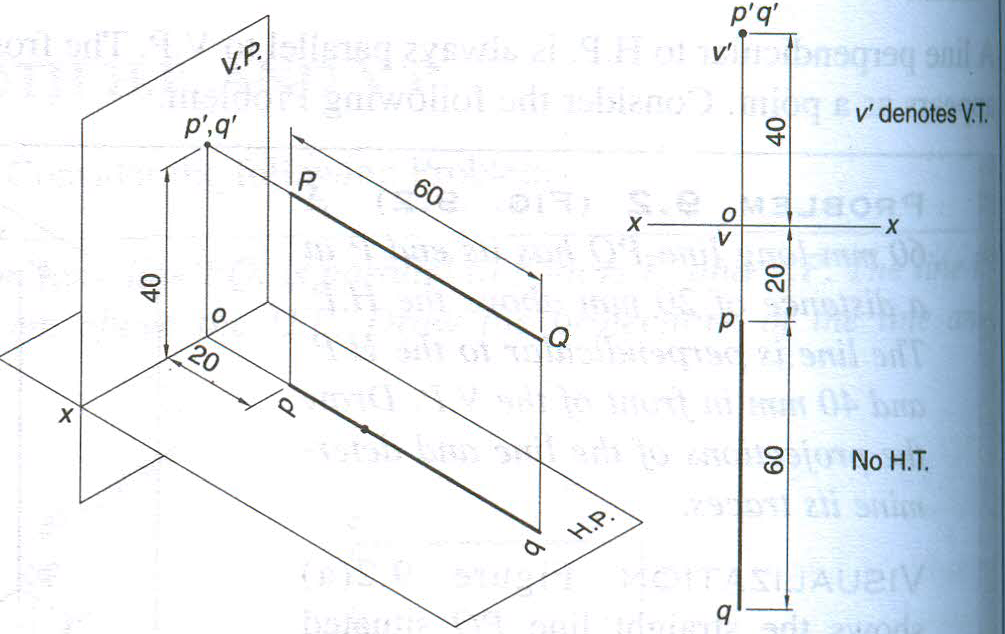 V.P.
p',q'
P
60
40
Q
o
20
x
p
q
H.P.
p'q'
v'
40
v' denotes V.T.
x
o
x
v
20
p
60
No H.T.
q